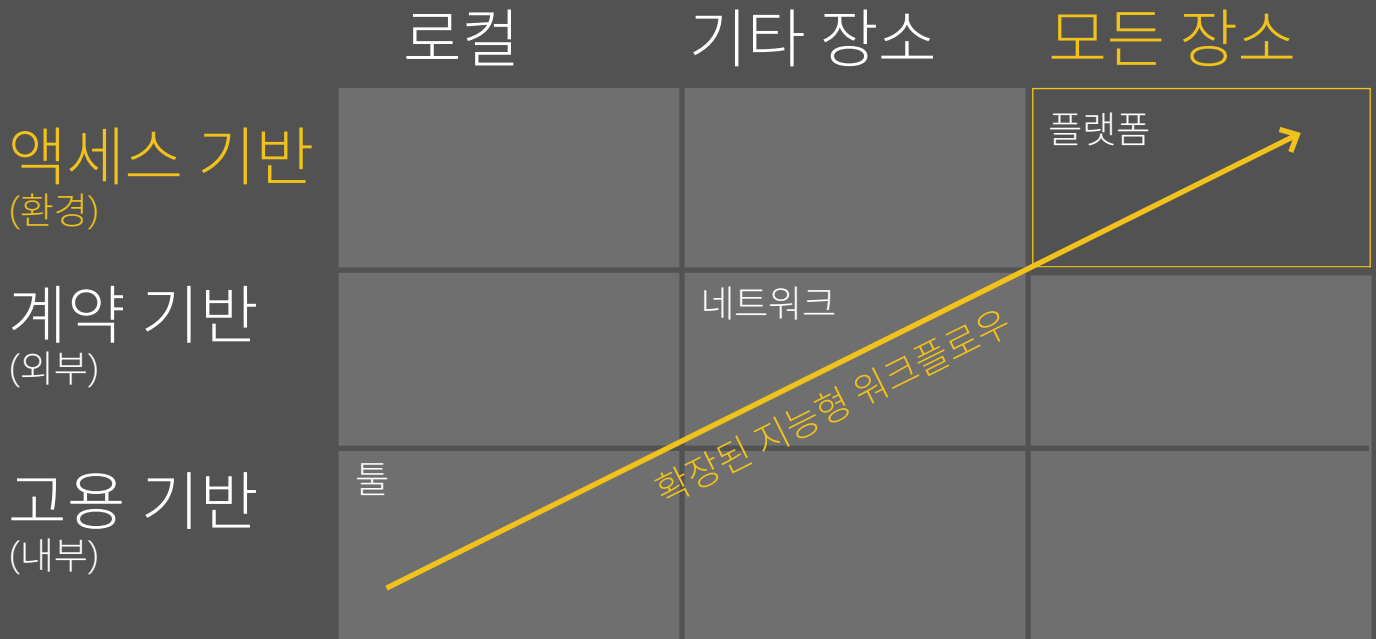 로컬
기타 장소
모든 장소
액세스 기반
(환경)
플랫폼
계약 기반
(외부)
네트워크
확장된 지능형 워크플로우
고용 기반
(내부)
툴